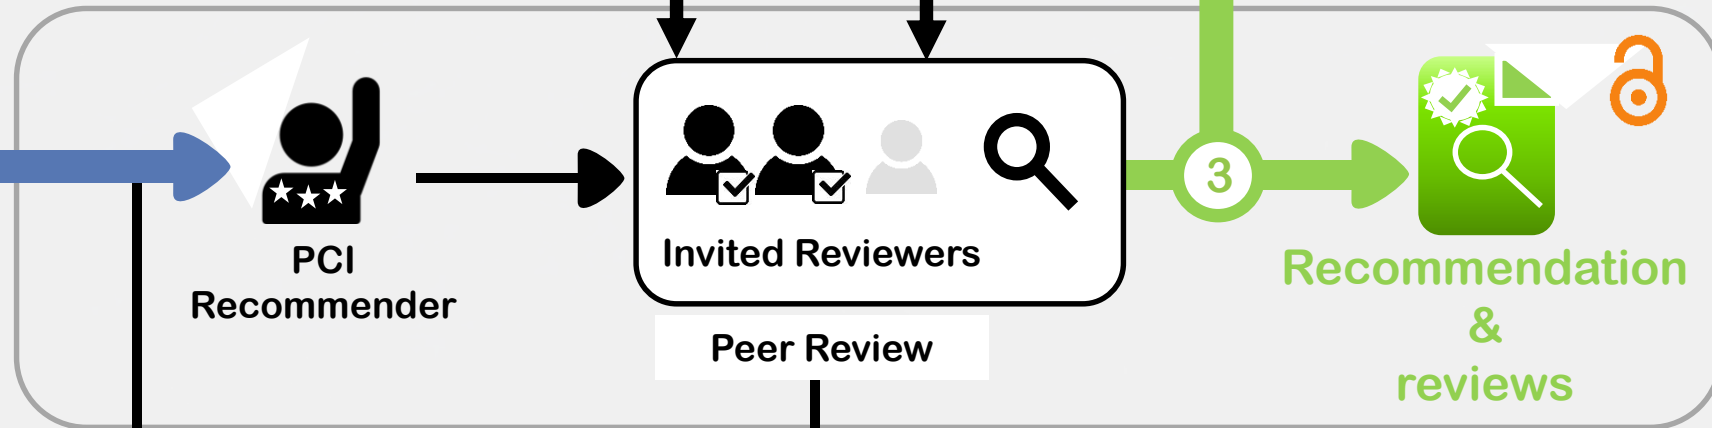 PCI
Recommender
Invited Reviewers
Peer Review
3
Recommendation
&
reviews